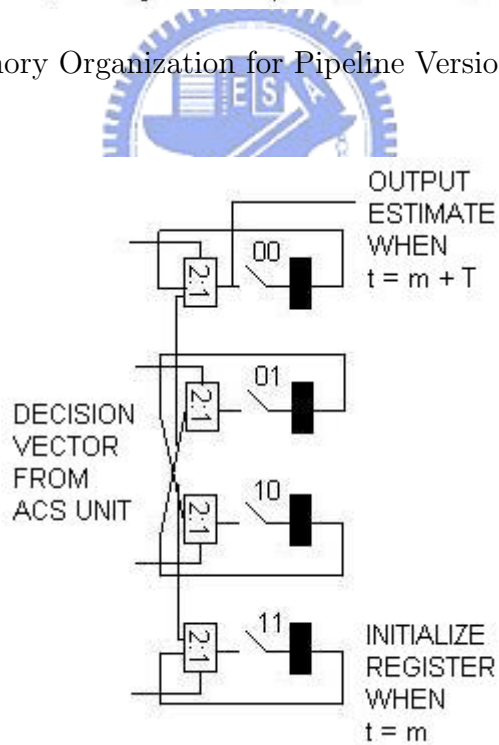 ory Organization for Pipeline Versio
E S A
OUTPUT
ESTIMATE
WHEN
t = m + T
00
2:1
01
2:1
DECISION
VECTOR
FROM
ACS UNIT
10
2:1
11
2:1
INITIALIZE
REGISTER
WHEN
t = m